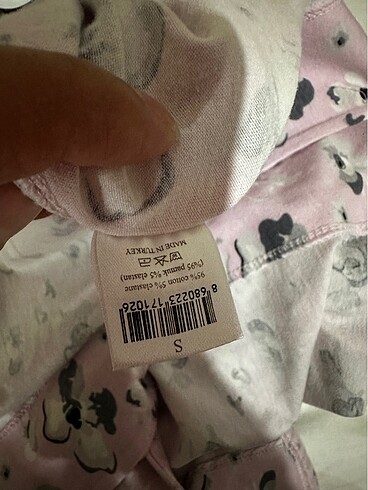 S
8 680223 171026
95% cotton 5% elastane
(%95 pamuk %5 elastan)
MADE IN TURKEY